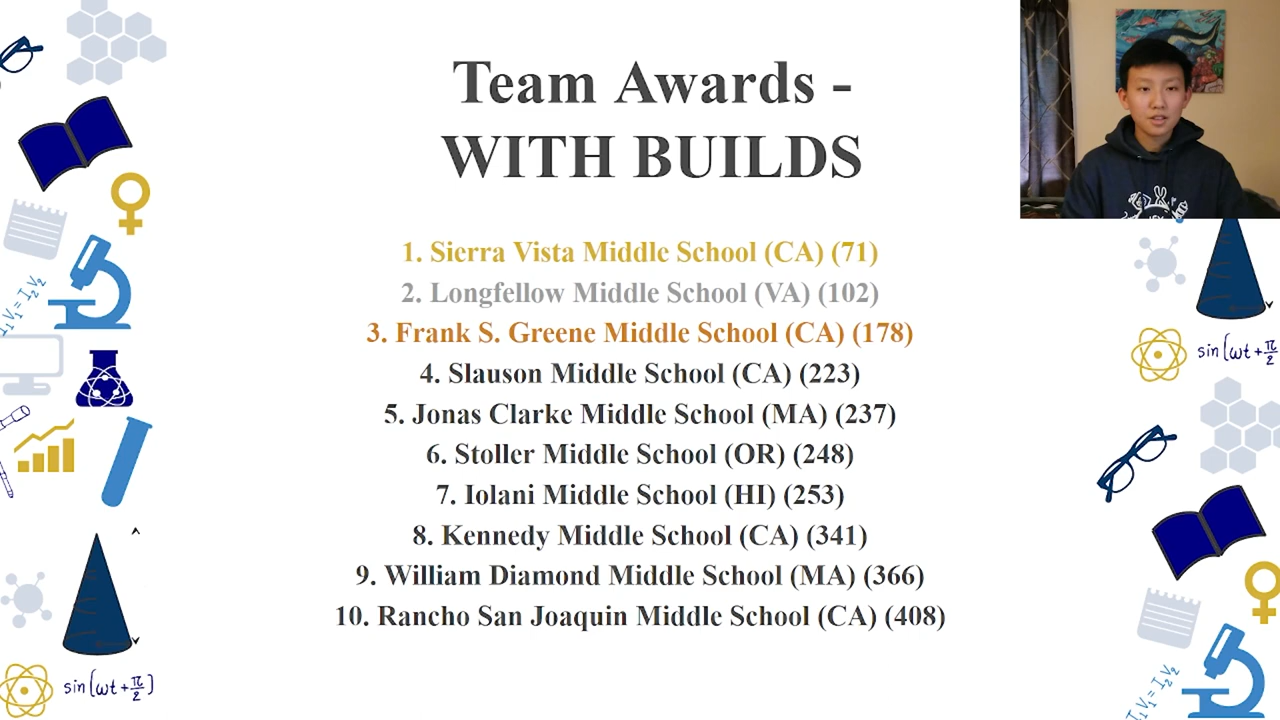 Team Awards -
WITH BUILDS
1. Sierra Vista Middle School (CA) (71)
2. Longfellow Middle School (VA) (102)
3. Frank S. Greene Middle School (CA) (178)
4. Slauson Middle School (CA) (223)
5. Jonas Clarke Middle School (MA) (237)
6. Stoller Middle School (OR) (248)
7. Iolani Middle School (HI) (253)
8. Kennedy Middle School (CA) (341)
9. William Diamond Middle School (MA) (366)
10. Rancho San Joaquin Middle School (CA) (408)
I₁V₁ = I₂V₂
sin(ωt+π/2)
sin(ωt+π/2
I₁V₁ = I₂V₂